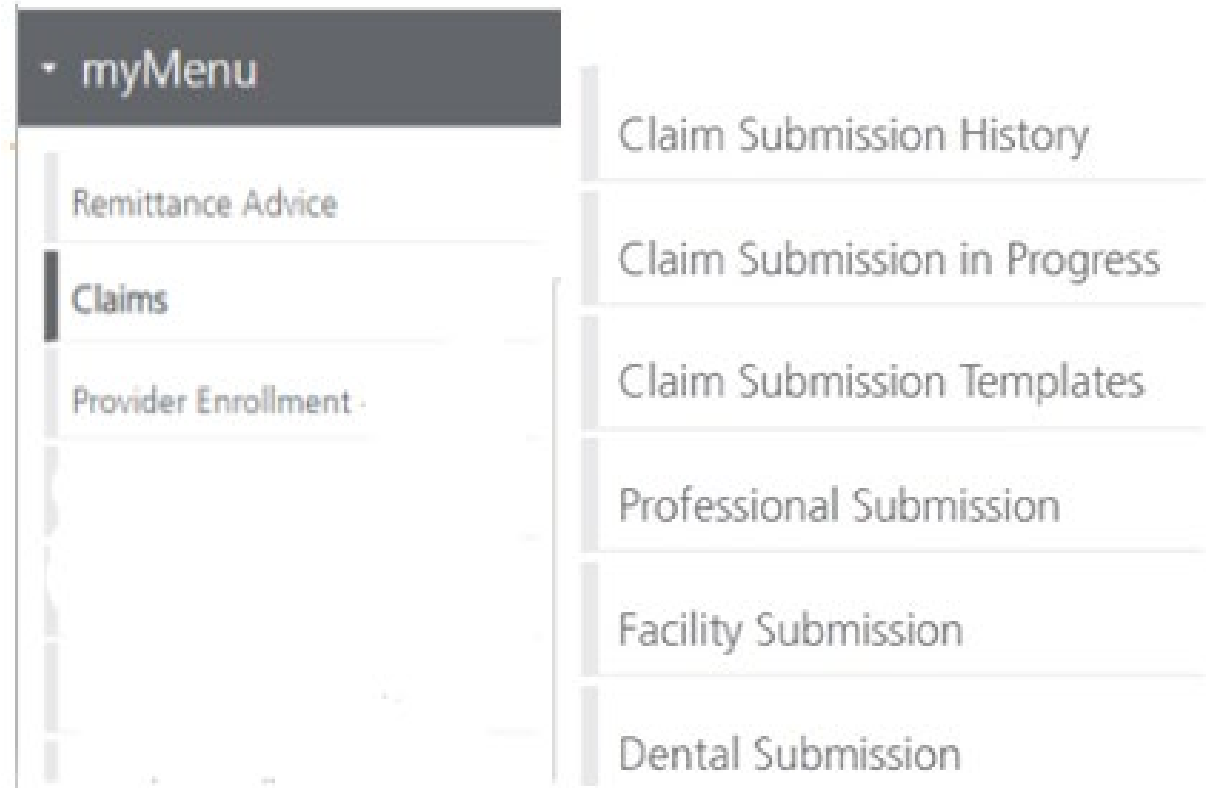 myMenu
Remittance Advice
Claims
Provider Enrollment
Claim Submission History
Claim Submission in Progress
Claim Submission Templates
Professional Submission
Facility Submission
Dental Submission